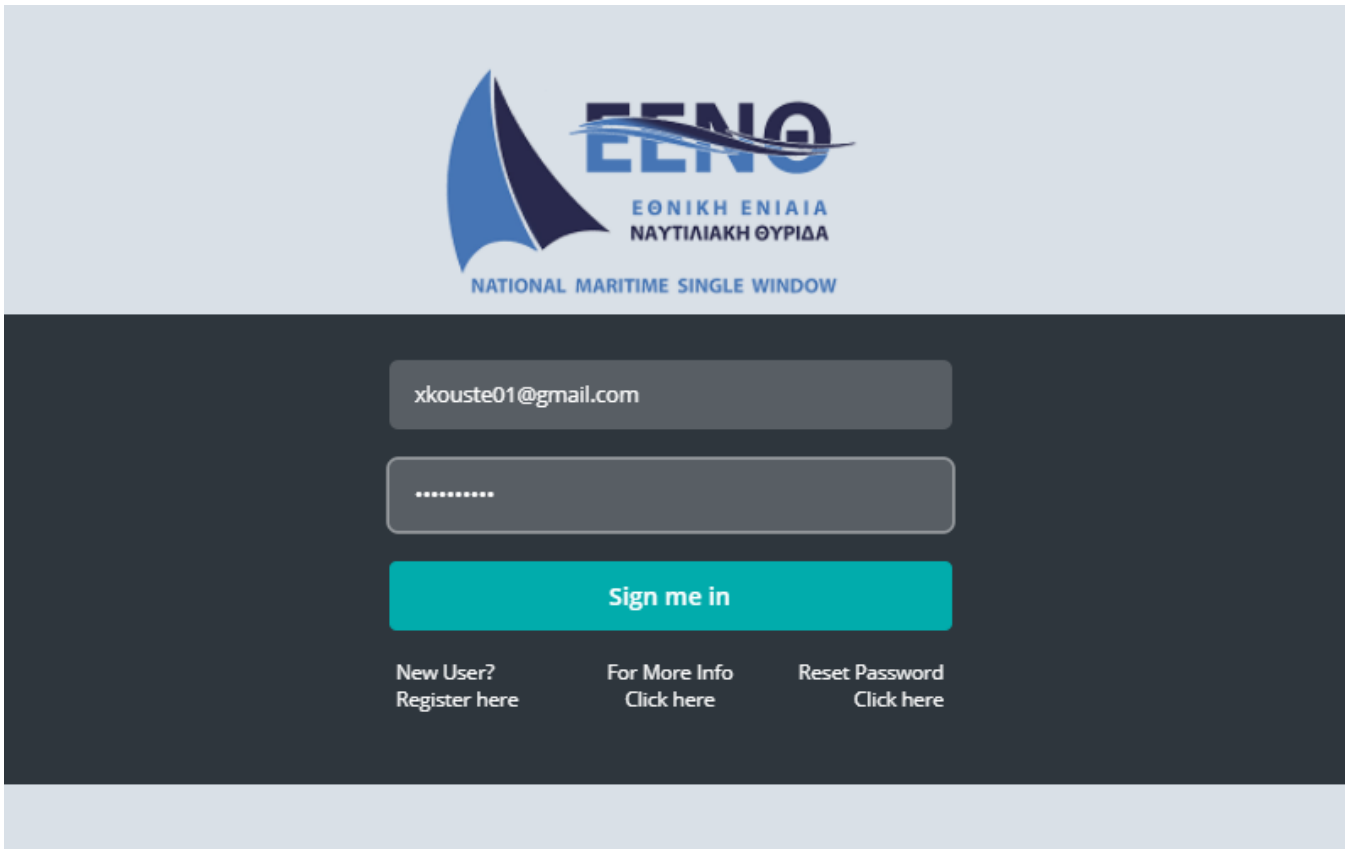 ΕΕΝΘ
ΕΘΝΙΚΗ ΕΝΙΑΙΑ
ΝΑΥΤΙΛΙΑΚΗ ΘΥΡΙΔΑ
NATIONAL MARITIME SINGLE WINDOW
xkouste01@gmail.com
••••••••••
Sign me in
New User?
Register here
For More Info
Click here
Reset Password
Click here